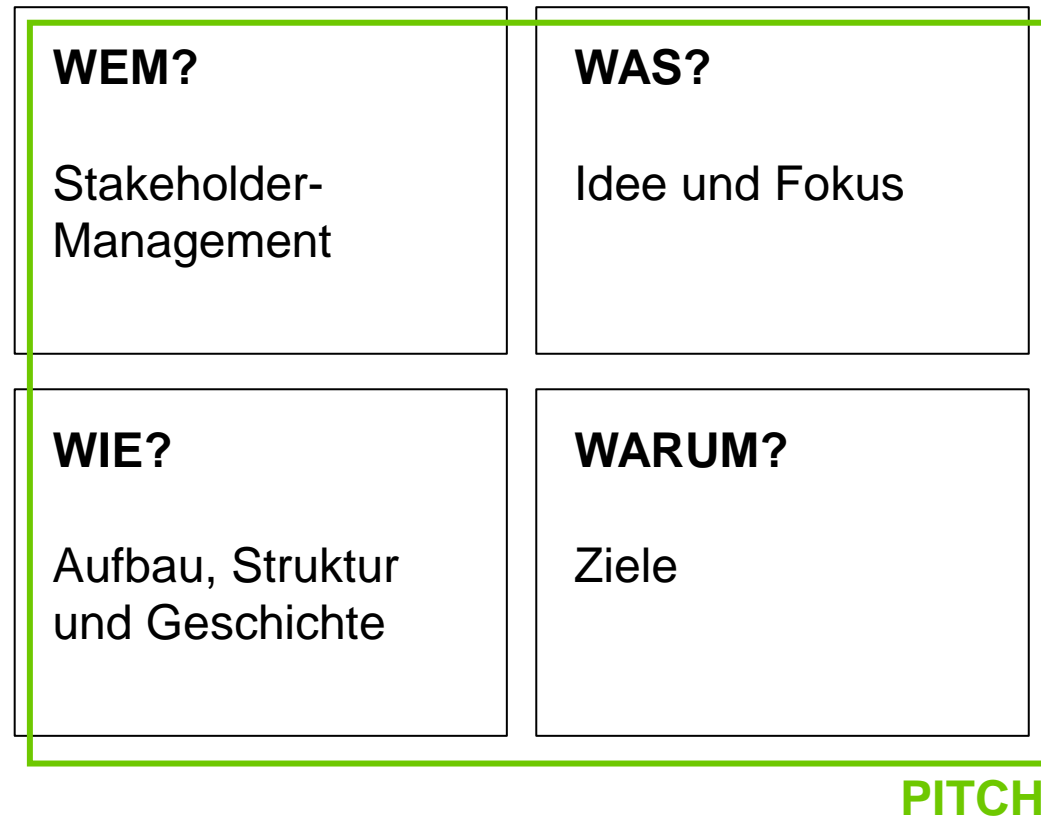 WEM?
Stakeholder-
Management
WAS?
Idee und Fokus
WIE?
Aufbau, Struktur
und Geschichte
WARUM?
Ziele
PITCH